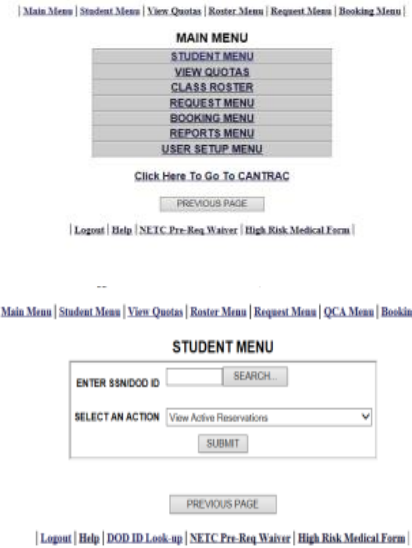 | Main Menu | Student Menu | View Quotas | Roster Menu | Request Menu | Booking Menu |
MAIN MENU
STUDENT MENU
VIEW QUOTAS
CLASS ROSTER
REQUEST MENU
BOOKING MENU
REPORTS MENU
USER SETUP MENU
Click Here To Go To CANTRAC
PREVIOUS PAGE
| Logout | Help | NETC Pre-Req Waiver | High Risk Medical Form |
Main Menu | Student Menu | View Quotas | Roster Menu | Request Menu | QCA Menu | Bookin
STUDENT MENU
ENTER SSN/DOD ID SEARCH...
SELECT AN ACTION View Active Reservations
SUBMIT
PREVIOUS PAGE
| Logout | Help | DOD ID Look-up | NETC Pre-Req Waiver | High Risk Medical Form |